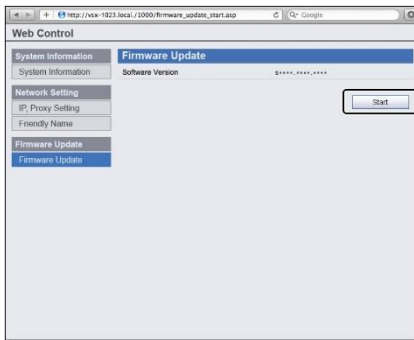 http://vsx-1023.local./1000/firmware_update_start.asp
Google
Web Control
System Information
System Information
Network Setting
IP, Proxy Setting
Friendly Name
Firmware Update
Firmware Update
Firmware Update
Software Version S****.****.****
Start